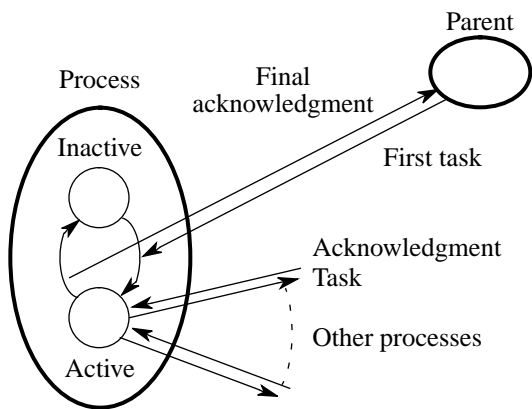 Parent
Process
Final
acknowledgment
Inactive
First task
Acknowledgment
Task
Other processes
Active